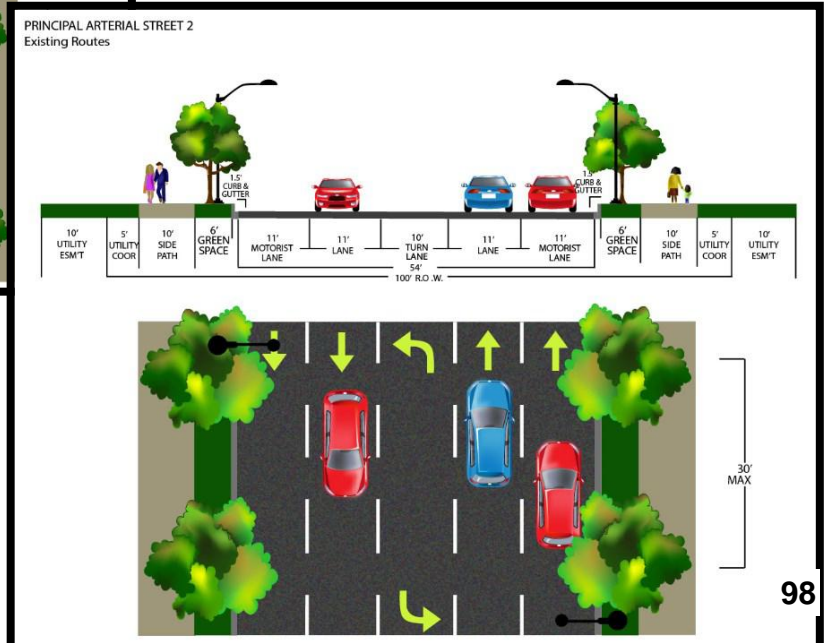 PRINCIPAL ARTERIAL STREET 2
Existing Routes
1.5'
CURB &
GUTTER
1.5'
CURB &
GUTTER
10'
UTILITY
ESM'T
5'
UTILITY
COOR
10'
SIDE
PATH
6'
GREEN
SPACE
11'
MOTORIST
LANE
11'
LANE
10'
TURN
LANE
11'
LANE
11'
MOTORIST
LANE
6'
GREEN
SPACE
10'
SIDE
PATH
5'
UTILITY
COOR
10'
UTILITY
ESM'T
54'
100' R.O .W.
30'
MAX
98